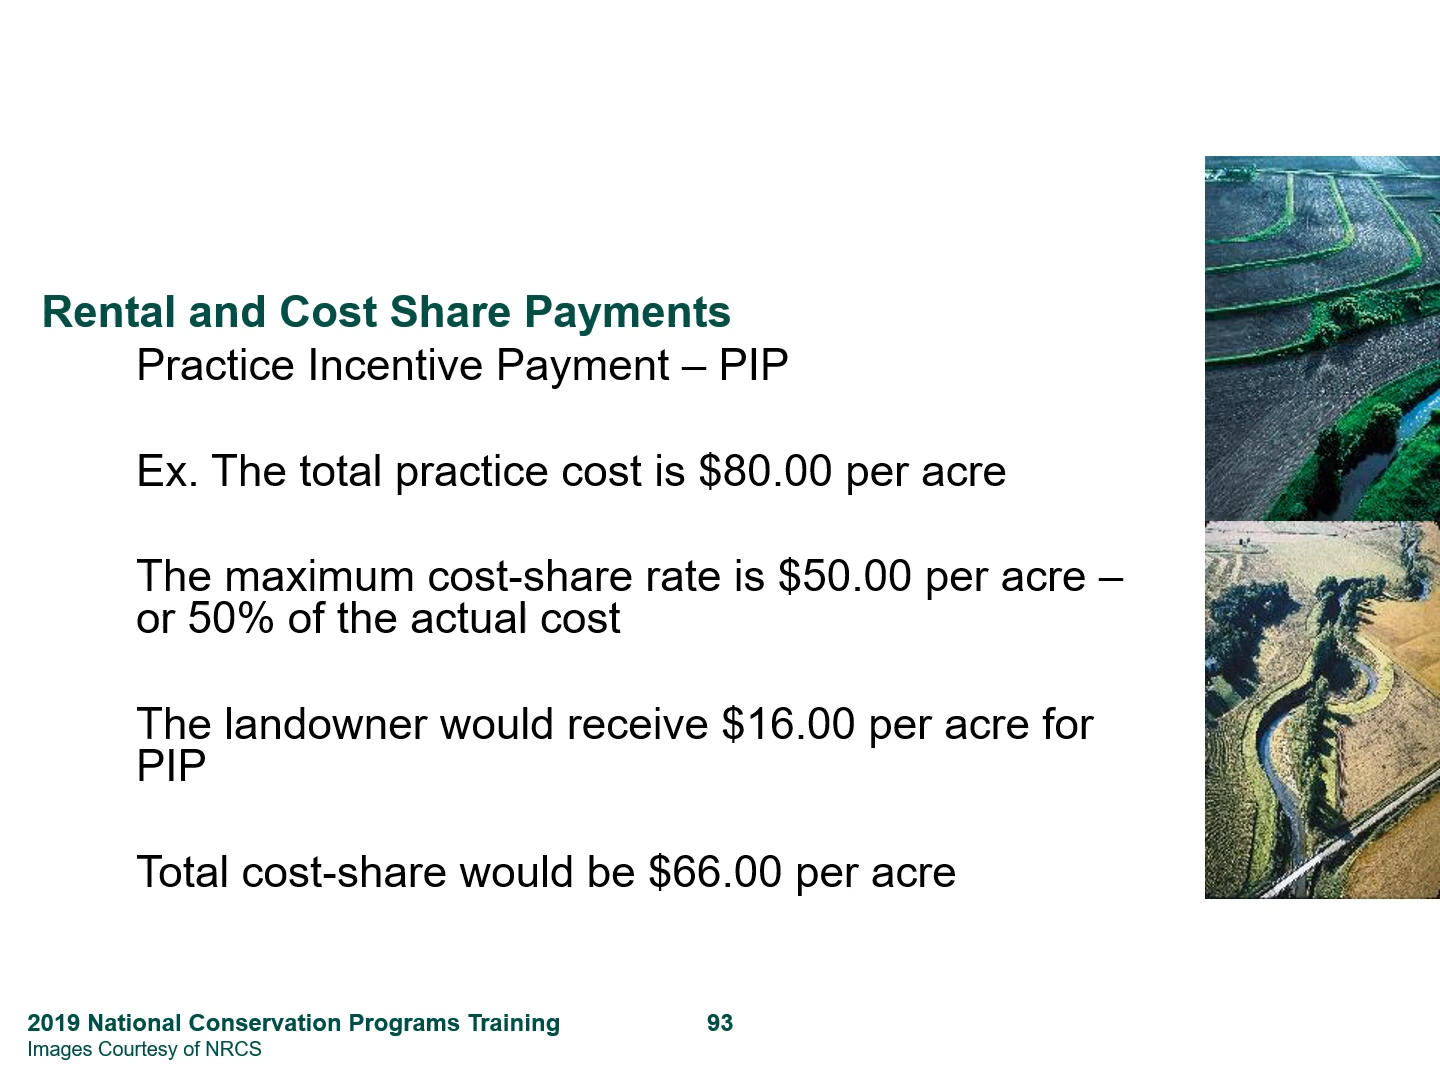 Rental and Cost Share Payments
Practice Incentive Payment – PIP
Ex. The total practice cost is $80.00 per acre
The maximum cost-share rate is $50.00 per acre –
or 50% of the actual cost
The landowner would receive $16.00 per acre for
PIP
Total cost-share would be $66.00 per acre
2019 National Conservation Programs Training
93
Images Courtesy of NRCS